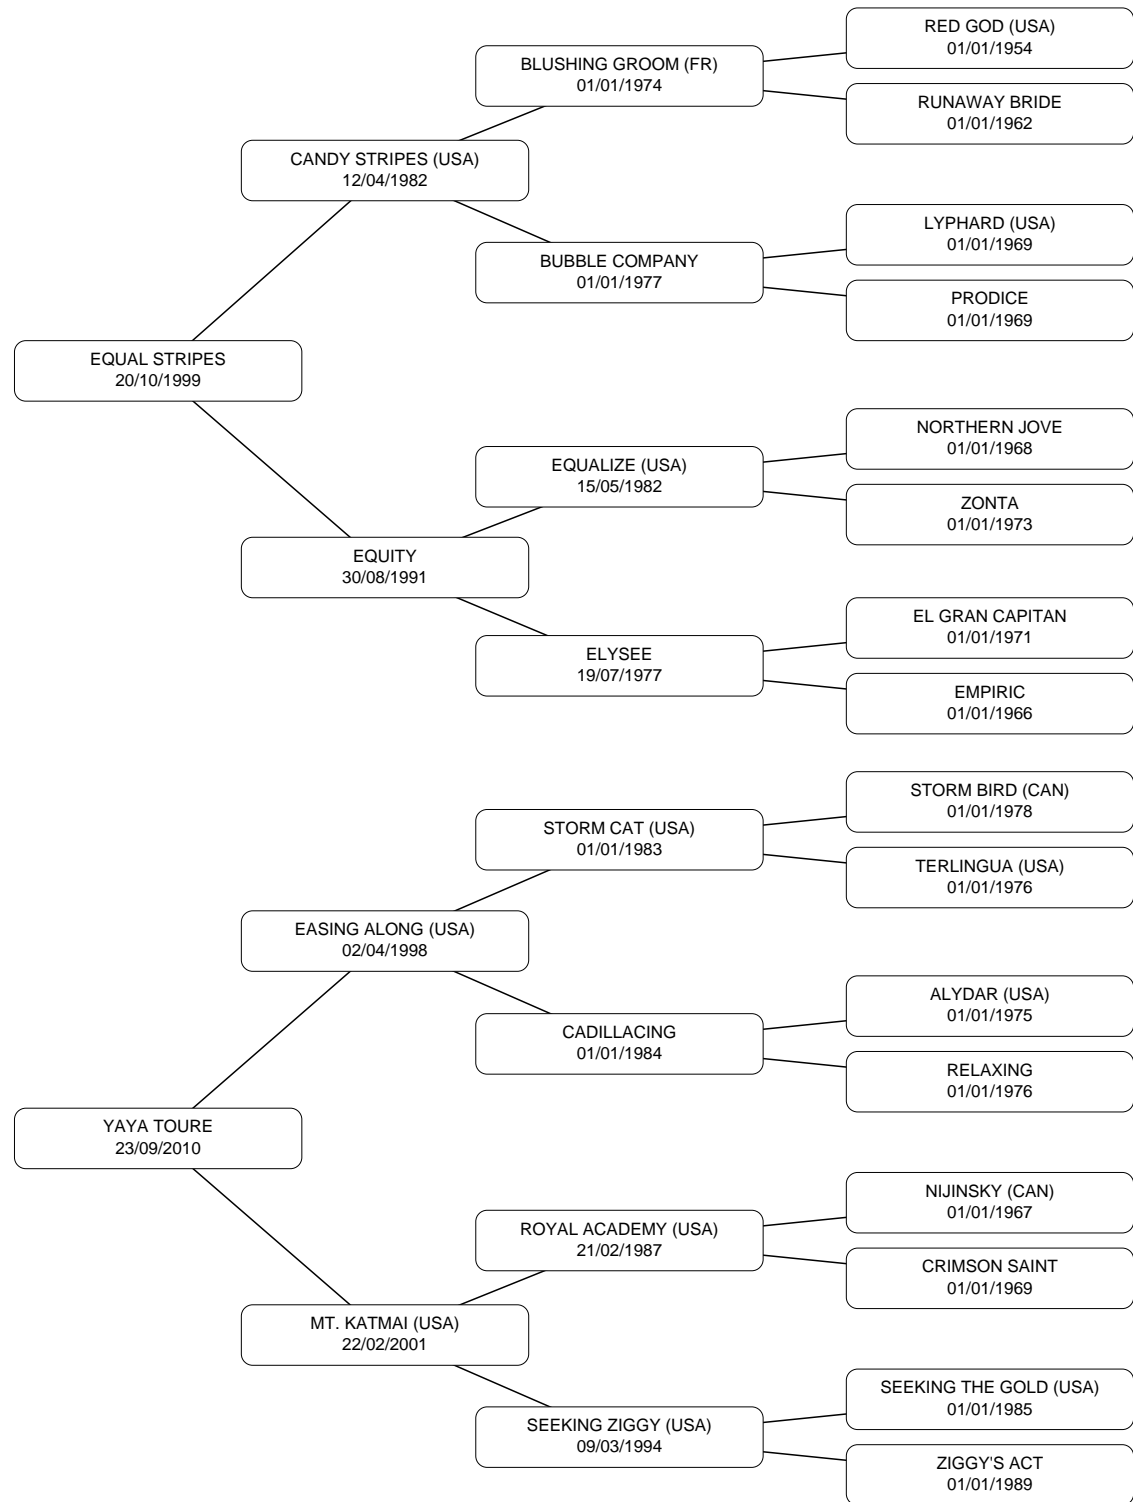 RED GOD (USA)
01/01/1954
BLUSHING GROOM (FR)
01/01/1974
RUNAWAY BRIDE
01/01/1962
CANDY STRIPES (USA)
12/04/1982
LYPHARD (USA)
01/01/1969
BUBBLE COMPANY
01/01/1977
PRODICE
01/01/1969
EQUAL STRIPES
20/10/1999
NORTHERN JOVE
01/01/1968
EQUALIZE (USA)
15/05/1982
ZONTA
01/01/1973
EQUITY
30/08/1991
EL GRAN CAPITAN
01/01/1971
ELYSEE
19/07/1977
EMPIRIC
01/01/1966
STORM BIRD (CAN)
01/01/1978
STORM CAT (USA)
01/01/1983
TERLINGUA (USA)
01/01/1976
EASING ALONG (USA)
02/04/1998
ALYDAR (USA)
01/01/1975
CADILLACING
01/01/1984
RELAXING
01/01/1976
YAYA TOURE
23/09/2010
NIJINSKY (CAN)
01/01/1967
ROYAL ACADEMY (USA)
21/02/1987
CRIMSON SAINT
01/01/1969
MT. KATMAI (USA)
22/02/2001
SEEKING THE GOLD (USA)
01/01/1985
SEEKING ZIGGY (USA)
09/03/1994
ZIGGY'S ACT
01/01/1989